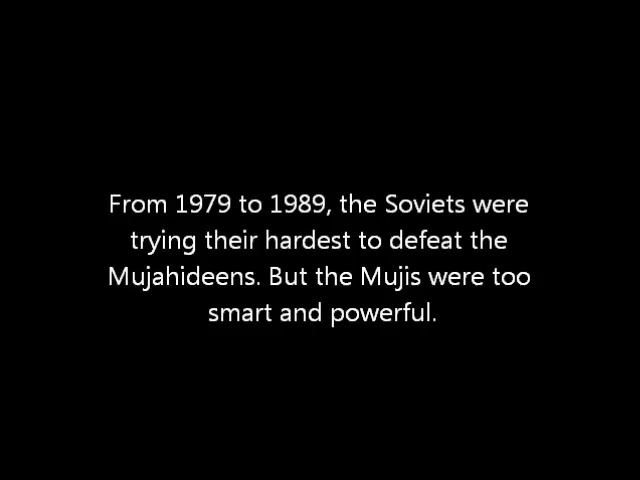 From 1979 to 1989, the Soviets were
trying their hardest to defeat the
Mujahideens. But the Mujis were too
smart and powerful.